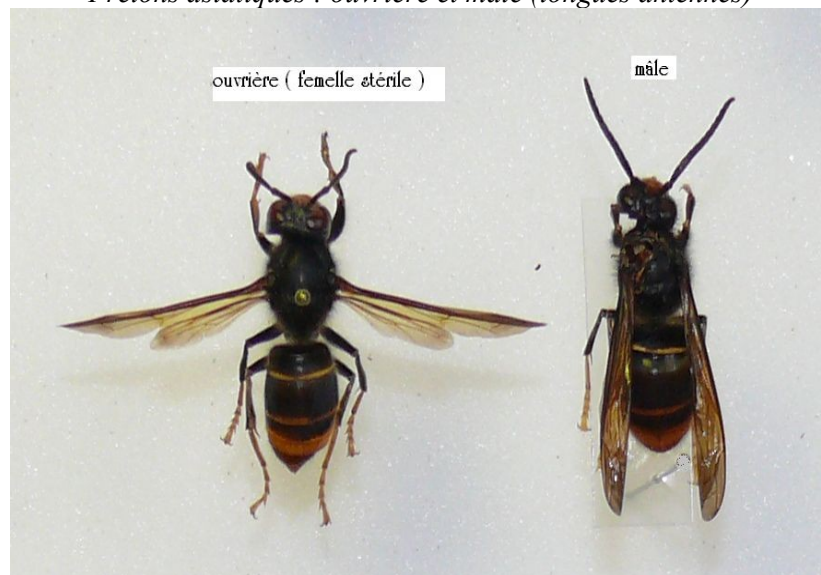 Frelons asiatiques : ouvrière et mâle (longues antennes)
ouvrière ( femelle stérile )
mâle